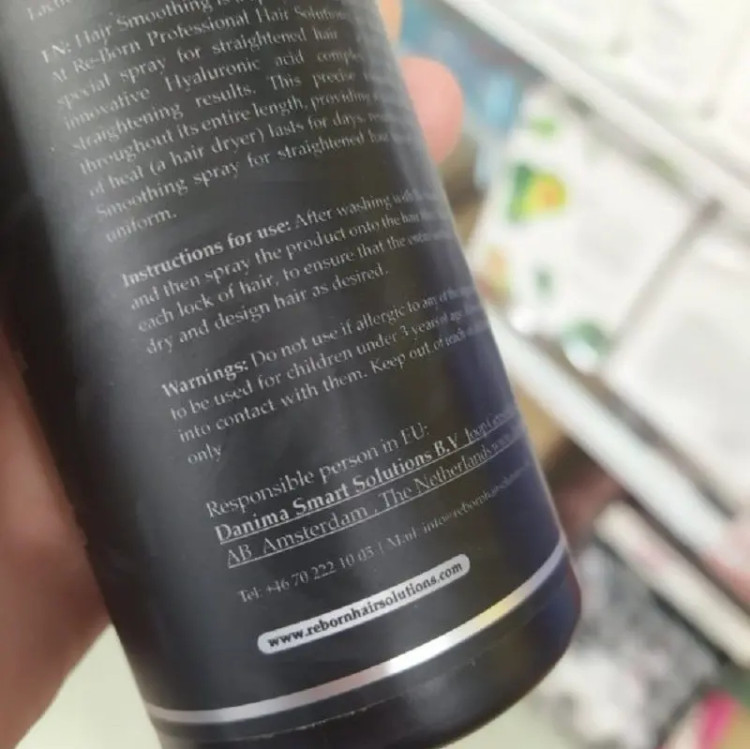 EN: Hair Smoothing is
At Re-Born Professional Hair Solutions
special spray for straightened hair
innovative Hyaluronic acid complex
straightening results. This precise
throughout its entire length, providing
of heat (a hair dryer) lasts for days,
Smoothing spray for straightened hair
uniform.
Instructions for use: After washing with
and then spray the product onto the hair
each lock of hair, to ensure that the entire
dry and design hair as desired.
Warnings: Do not use if allergic to any of the
to be used for children under 3 years of age.
into contact with them. Keep out of reach of
only
Responsible person in EU:
Danima Smart Solutions B.V
AB Amsterdam , The Netherlands
Tel: +46 70 222 10 05 | Mail:
www.rebornhairsolutions.com